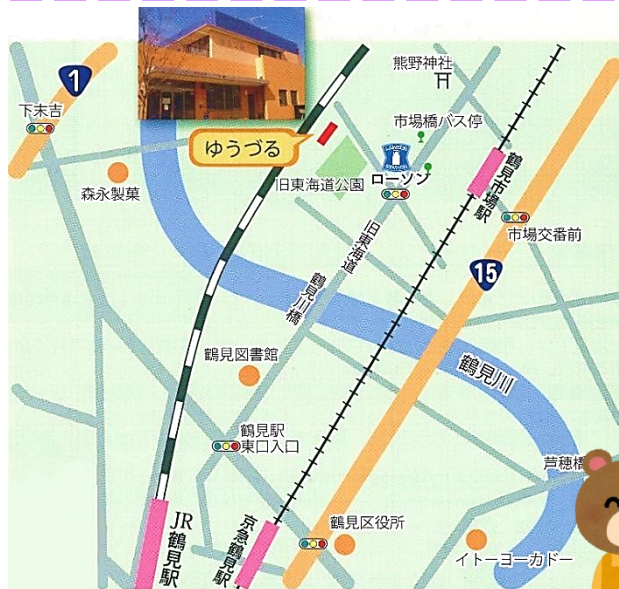 1
下末吉
森永製菓
ゆうづる
熊野神社
市場橋バス停
旧東海道公園
ローソン
鶴見市場駅
市場交番前
15
旧東海道
鶴見川橋
鶴見図書館
鶴見川
鶴見駅
東口入口
芦穂橋
JR
鶴見駅
京急鶴見駅
鶴見区役所
イトーヨーカドー